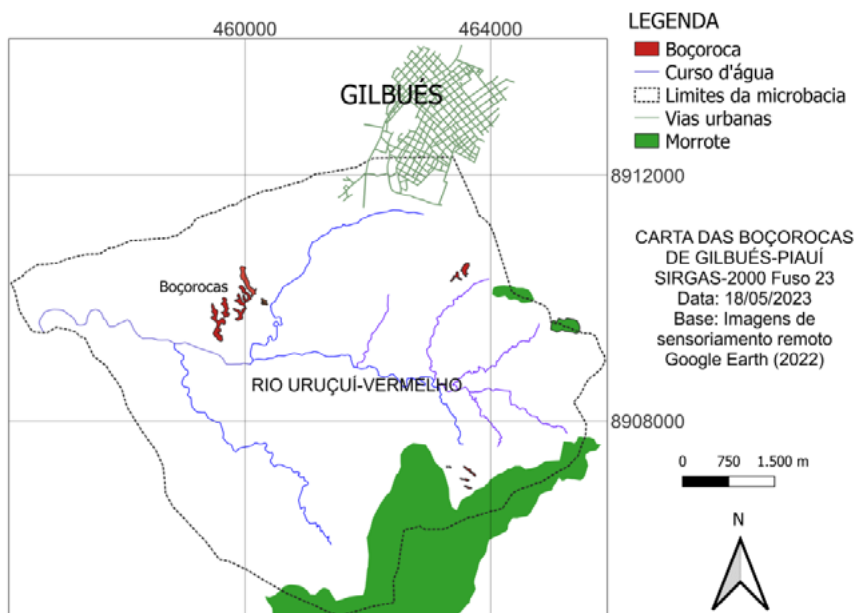 460000
464000
GILBUÉS
8912000
Boçorocas
RIO URUÇUÍ-VERMELHO
8908000
LEGENDA
Boçoroca
Curso d'água
Limites da microbacia
Vias urbanas
Morrote
CARTA DAS BOÇOROCAS
DE GILBUÉS-PIAUÍ
SIRGAS-2000 Fuso 23
Data: 18/05/2023
Base: Imagens de
sensoriamento remoto
Google Earth (2022)
0 750 1.500 m
N